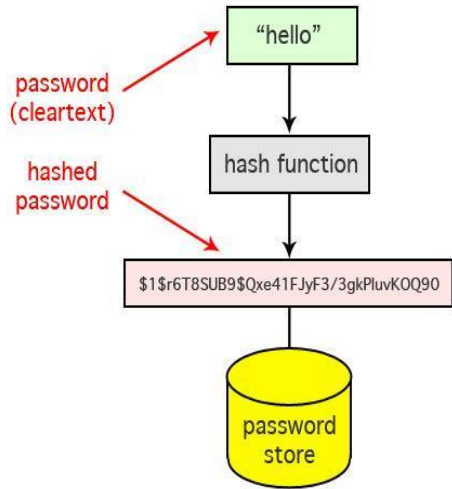 “hello”
password
(cleartext)
hash function
hashed
password
$1$r6T8SUB9$Qxe41FJyF3/3gkPluvKOQ90
password
store